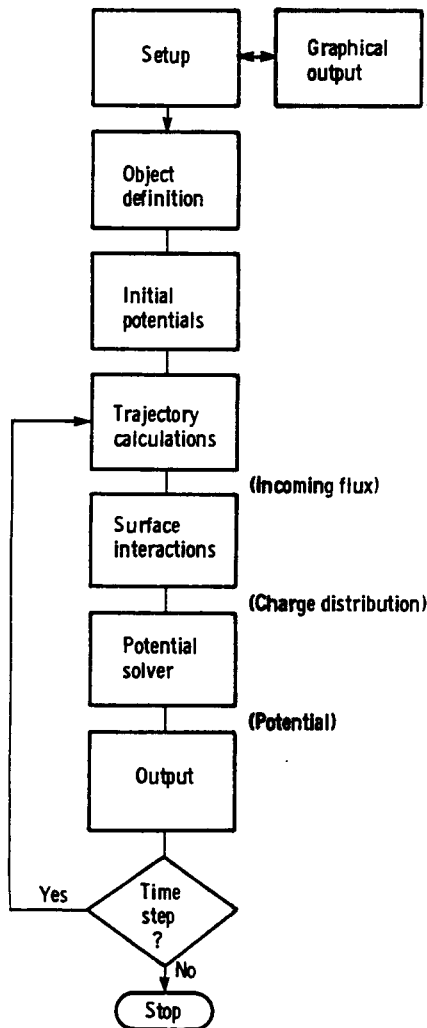 Setup
Graphical
output
Object
definition
Initial
potentials
Trajectory
calculations
(Incoming flux)
Surface
interactions
(Charge distribution)
Potential
solver
(Potential)
Output
Yes
Time
step
?
No
Stop